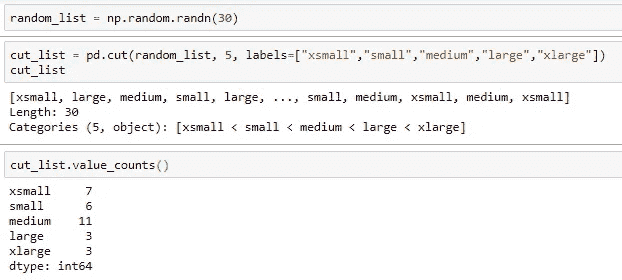 random_list = np.random.randn(30)
cut_list = pd.cut(random_list, 5, labels=["xsmall","small","medium","large","xlarge"])
cut_list
[xsmall, large, medium, small, large, ..., small, medium, xsmall, medium, xsmall]
Length: 30
Categories (5, object): [xsmall < small < medium < large < xlarge]
cut_list.value_counts()
xsmall 7
small 6
medium 11
large 3
xlarge 3
dtype: int64